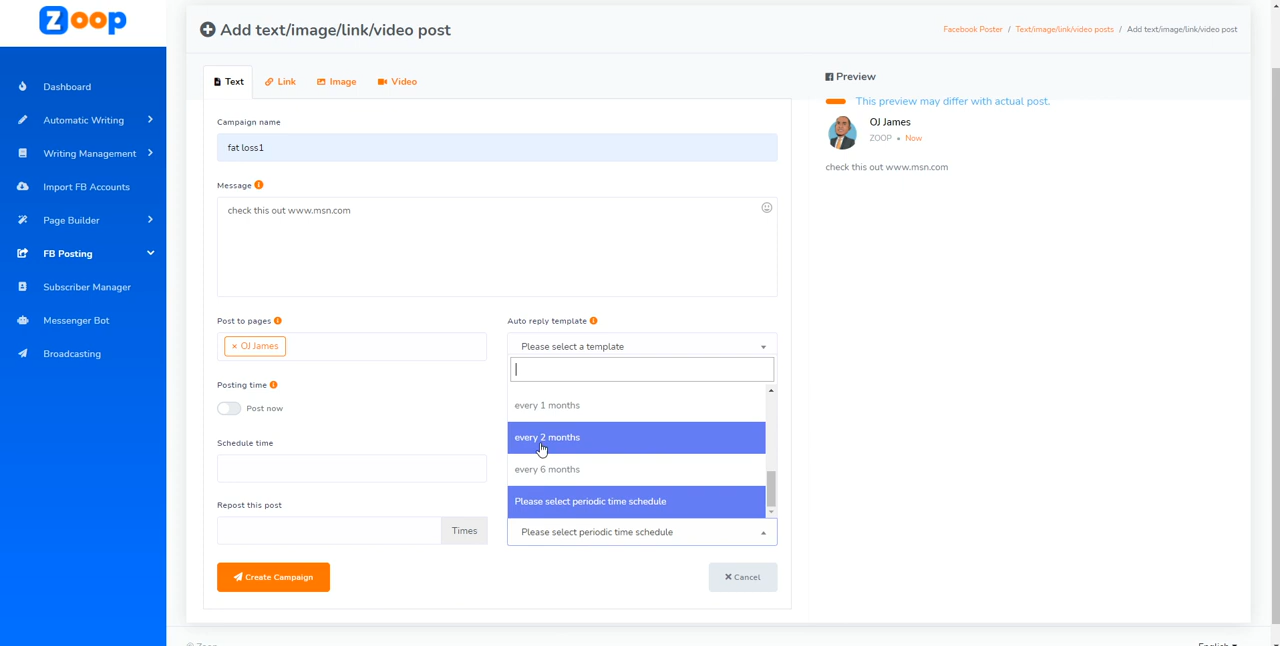 zoop
Dashboard
Automatic Writing
Writing Management
Import FB Accounts
Page Builder
FB Posting
Subscriber Manager
Messenger Bot
Broadcasting
Add text/image/link/video post
Facebook Poster / Text/image/link/video posts / Add text/image/link/video post
Text Link Image Video
Campaign name
fat loss1
Message
check this out www.msn.com
Post to pages
× OJ James
Posting time
Post now
Schedule time
Repost this post
Times
Auto reply template
Please select a template
every 1 months
every 2 months
every 6 months
Please select periodic time schedule
Please select periodic time schedule
Create Campaign
× Cancel
Preview
This preview may differ with actual post.
OJ James
ZOOP • Now
check this out www.msn.com
© Zoop
English